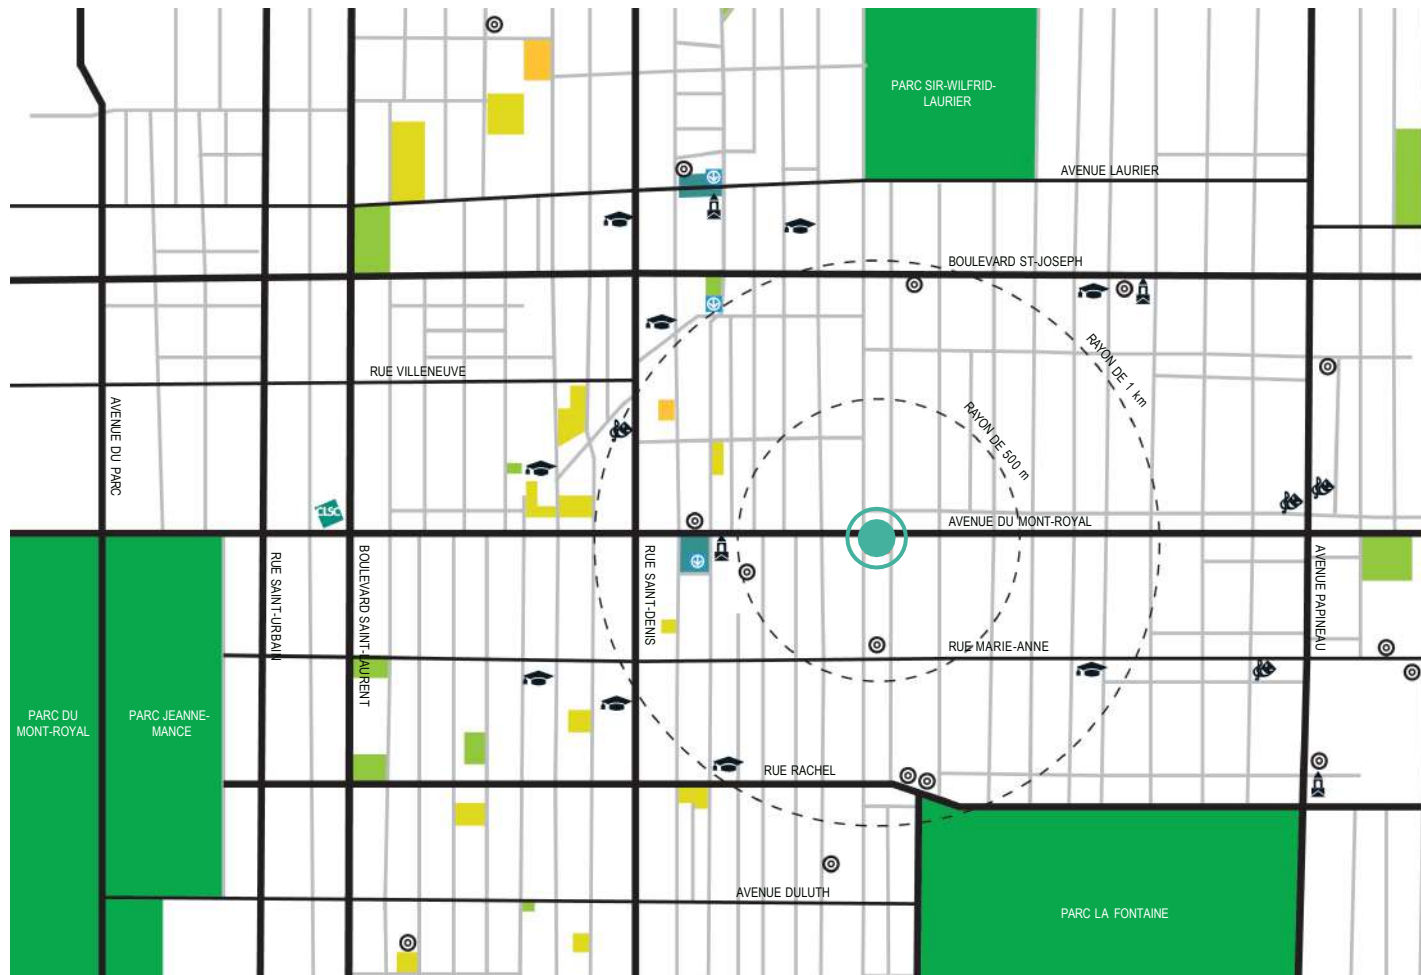 PARC SIR-WILFRID-
LAURIER
AVENUE LAURIER
BOULEVARD ST-JOSEPH
RAYON DE 1 km
RUE VILLENEUVE
AVENUE DU PARC
RAYON DE 500 m
CLSC
AVENUE DU MONT-ROYAL
RUE SAINT-URBAIN
BOULEVARD SAINT-LAURENT
RUE SAINT-DENIS
AVENUE PAPINEAU
RUE MARIE-ANNE
PARC DU
MONT-ROYAL
PARC JEANNE-
MANCE
RUE RACHEL
AVENUE DULUTH
PARC LA FONTAINE